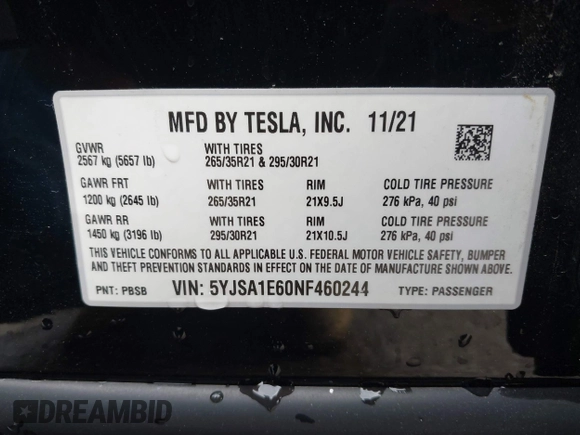 MFD BY TESLA, INC. 11/21
GVWR WITH TIRES
2567 kg (5657 lb) 265/35R21 & 295/30R21
GAWR FRT WITH TIRES RIM COLD TIRE PRESSURE
1200 kg (2645 lb) 265/35R21 21X9.5J 276 kPa, 40 psi
GAWR RR WITH TIRES RIM COLD TIRE PRESSURE
1450 kg (3196 lb) 295/30R21 21X10.5J 276 kPa, 40 psi
THIS VEHICLE CONFORMS TO ALL APPLICABLE U.S. FEDERAL MOTOR VEHICLE SAFETY, BUMPER
AND THEFT PREVENTION STANDARDS IN EFFECT ON THE DATE OF MANUFACTURE SHOWN ABOVE.
PNT: PBSB VIN: 5YJSA1E60NF460244 TYPE: PASSENGER
DREAMBID